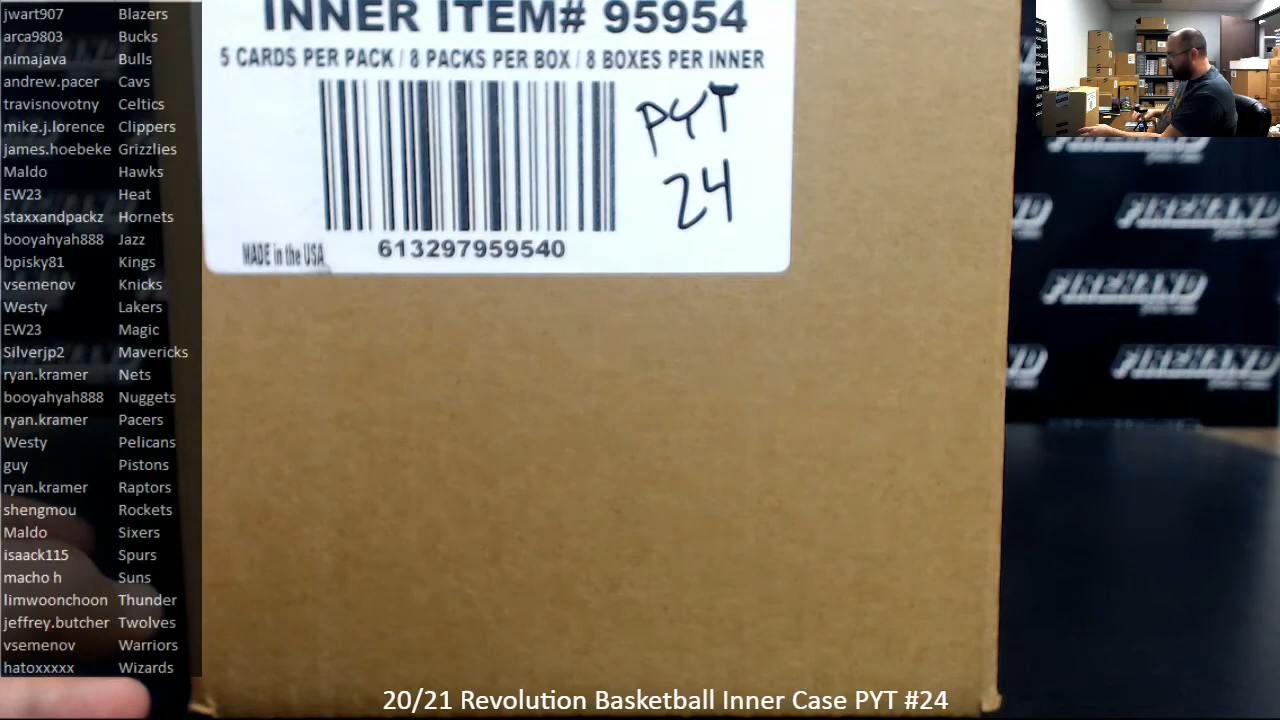 jwart907 Blazers
arca9803 Bucks
nimajava Bulls
andrew.pacer Cavs
travisnovotny Celtics
mike.j.lorence Clippers
james.hoebeke Grizzlies
Maldo Hawks
EW23 Heat
staxxandpackz Hornets
booyahyah888 Jazz
bpisky81 Kings
vsemenov Knicks
Westy Lakers
EW23 Magic
Silverjp2 Mavericks
ryan.kramer Nets
booyahyah888 Nuggets
ryan.kramer Pacers
Westy Pelicans
guy Pistons
ryan.kramer Raptors
shengmou Rockets
Maldo Sixers
isaack115 Spurs
macho h Suns
limwoonchoon Thunder
jeffrey.butcher Twolves
vsemenov Warriors
hatoxxxxx Wizards
INNER ITEM# 95954
5 CARDS PER PACK / 8 PACKS PER BOX / 8 BOXES PER INNER
PYT
24
MADE in the USA 613297959540
FIREHAND
FIREHAND
FIREHAND
20/21 Revolution Basketball Inner Case PYT #24